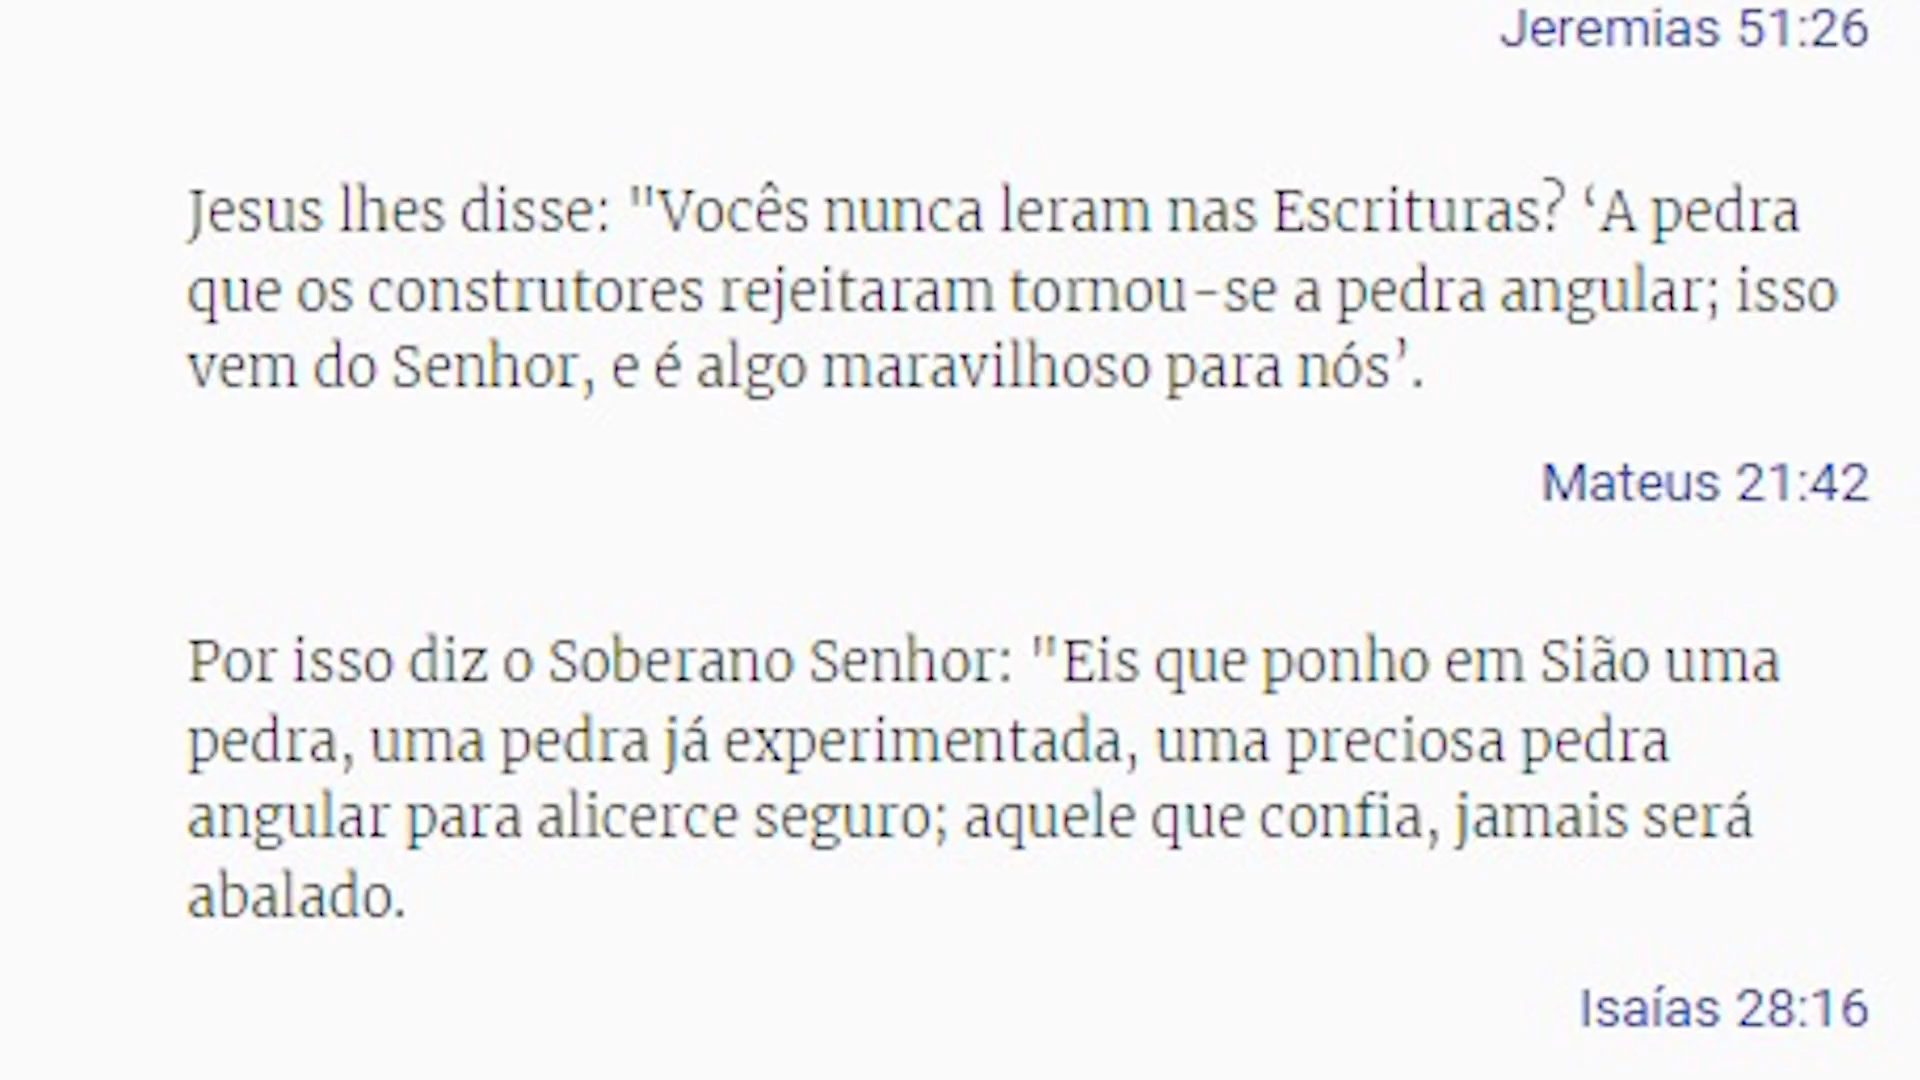 Jeremias 51:26
Jesus lhes disse: "Vocês nunca leram nas Escrituras? ‘A pedra
que os construtores rejeitaram tornou-se a pedra angular; isso
vem do Senhor, e é algo maravilhoso para nós’.
Mateus 21:42
Por isso diz o Soberano Senhor: "Eis que ponho em Sião uma
pedra, uma pedra já experimentada, uma preciosa pedra
angular para alicerce seguro; aquele que confia, jamais será
abalado.
Isaías 28:16